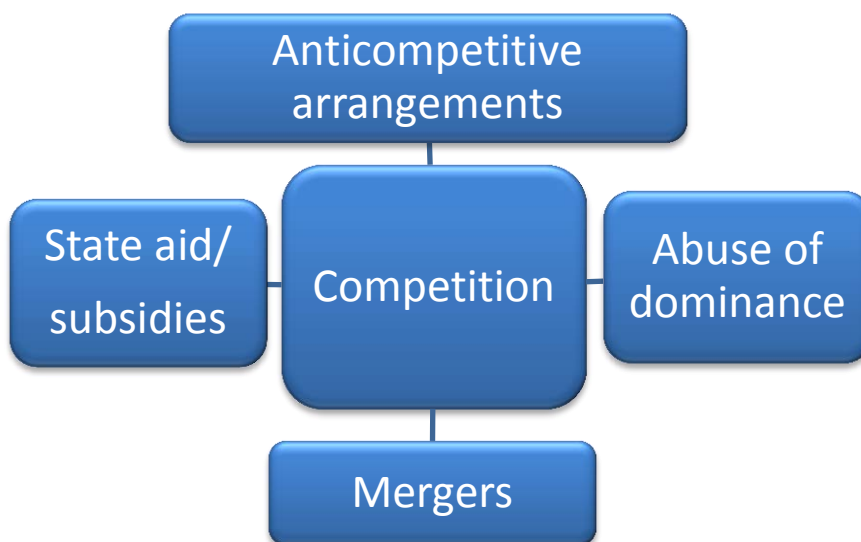 Anticompetitive
arrangements
State aid/
subsidies
Competition
Abuse of
dominance
Mergers